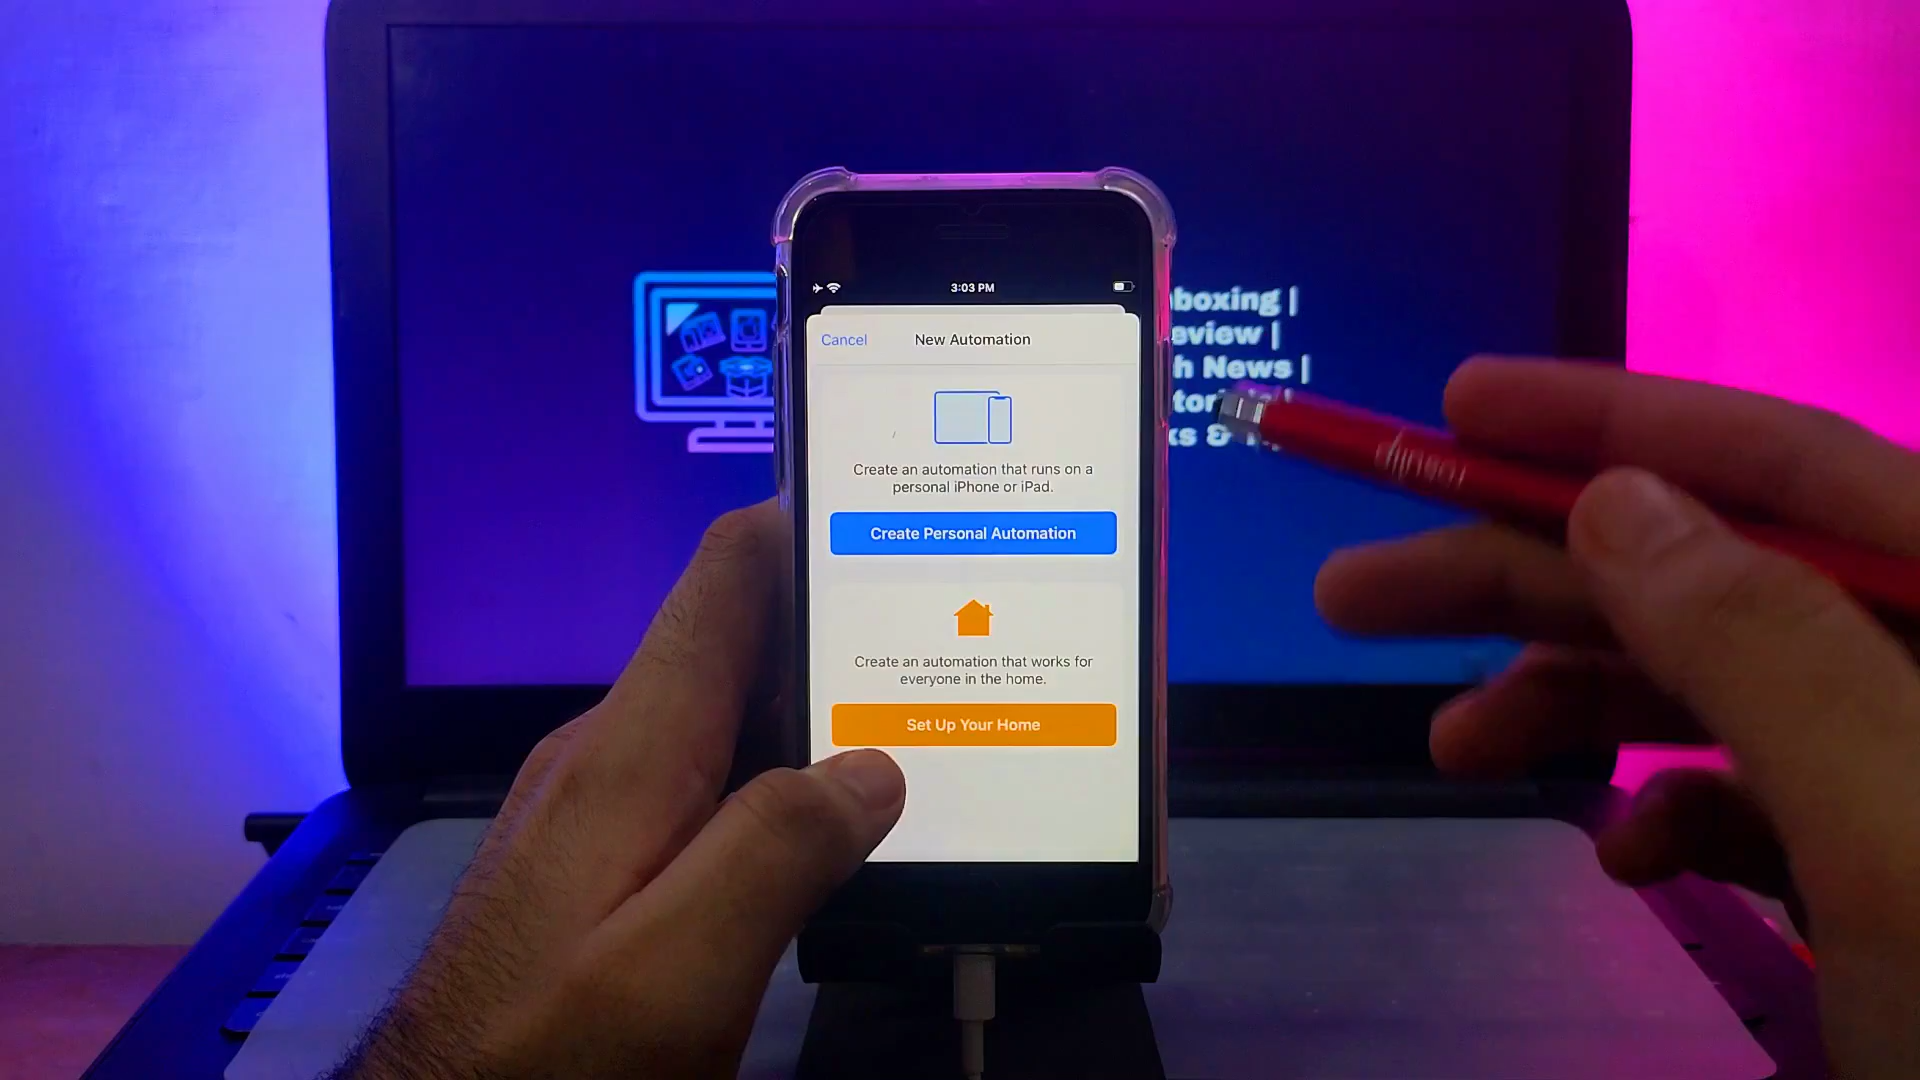 3:03 PM
Cancel
New Automation
Create an automation that runs on a
personal iPhone or iPad.
Create Personal Automation
Create an automation that works for
everyone in the home.
Set Up Your Home
boxing |
eview |
h News |